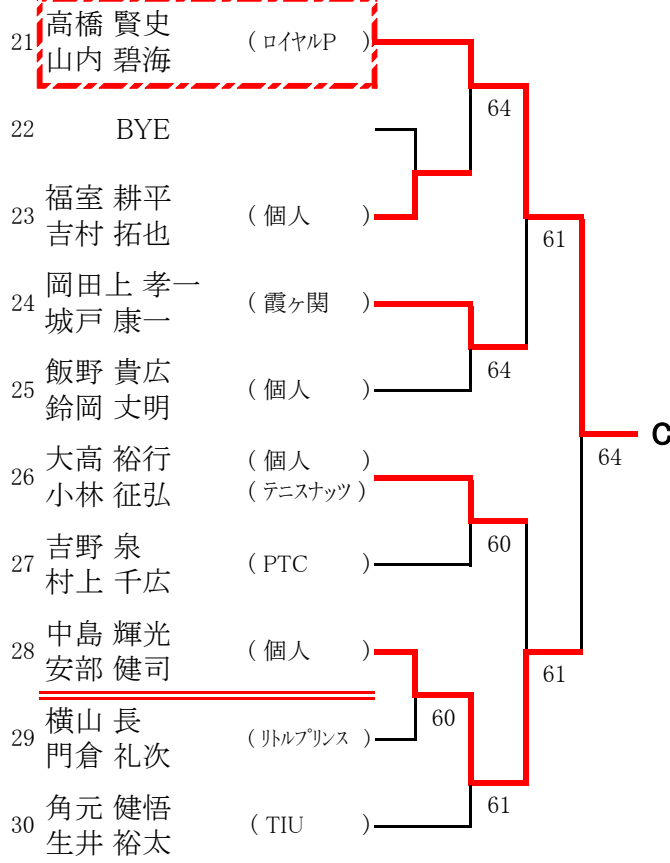 21 高橋 賢史 (ロイヤルP )
山内 碧海
64
22 BYE
23 福室 耕平 (個人 )
吉村 拓也
61
24 岡田上 孝一 (霞ヶ関 )
城戸 康一
64
25 飯野 貴広 (個人 )
鈴岡 丈明
C
64
26 大高 裕行 (個人 )
小林 征弘 (テニスナッツ )
60
27 吉野 泉 (PTC )
村上 千広
28 中島 輝光 (個人 )
安部 健司
61
60
29 横山 長 (リトルプリンス )
門倉 礼次
61
30 角元 健悟 (TIU )
生井 裕太